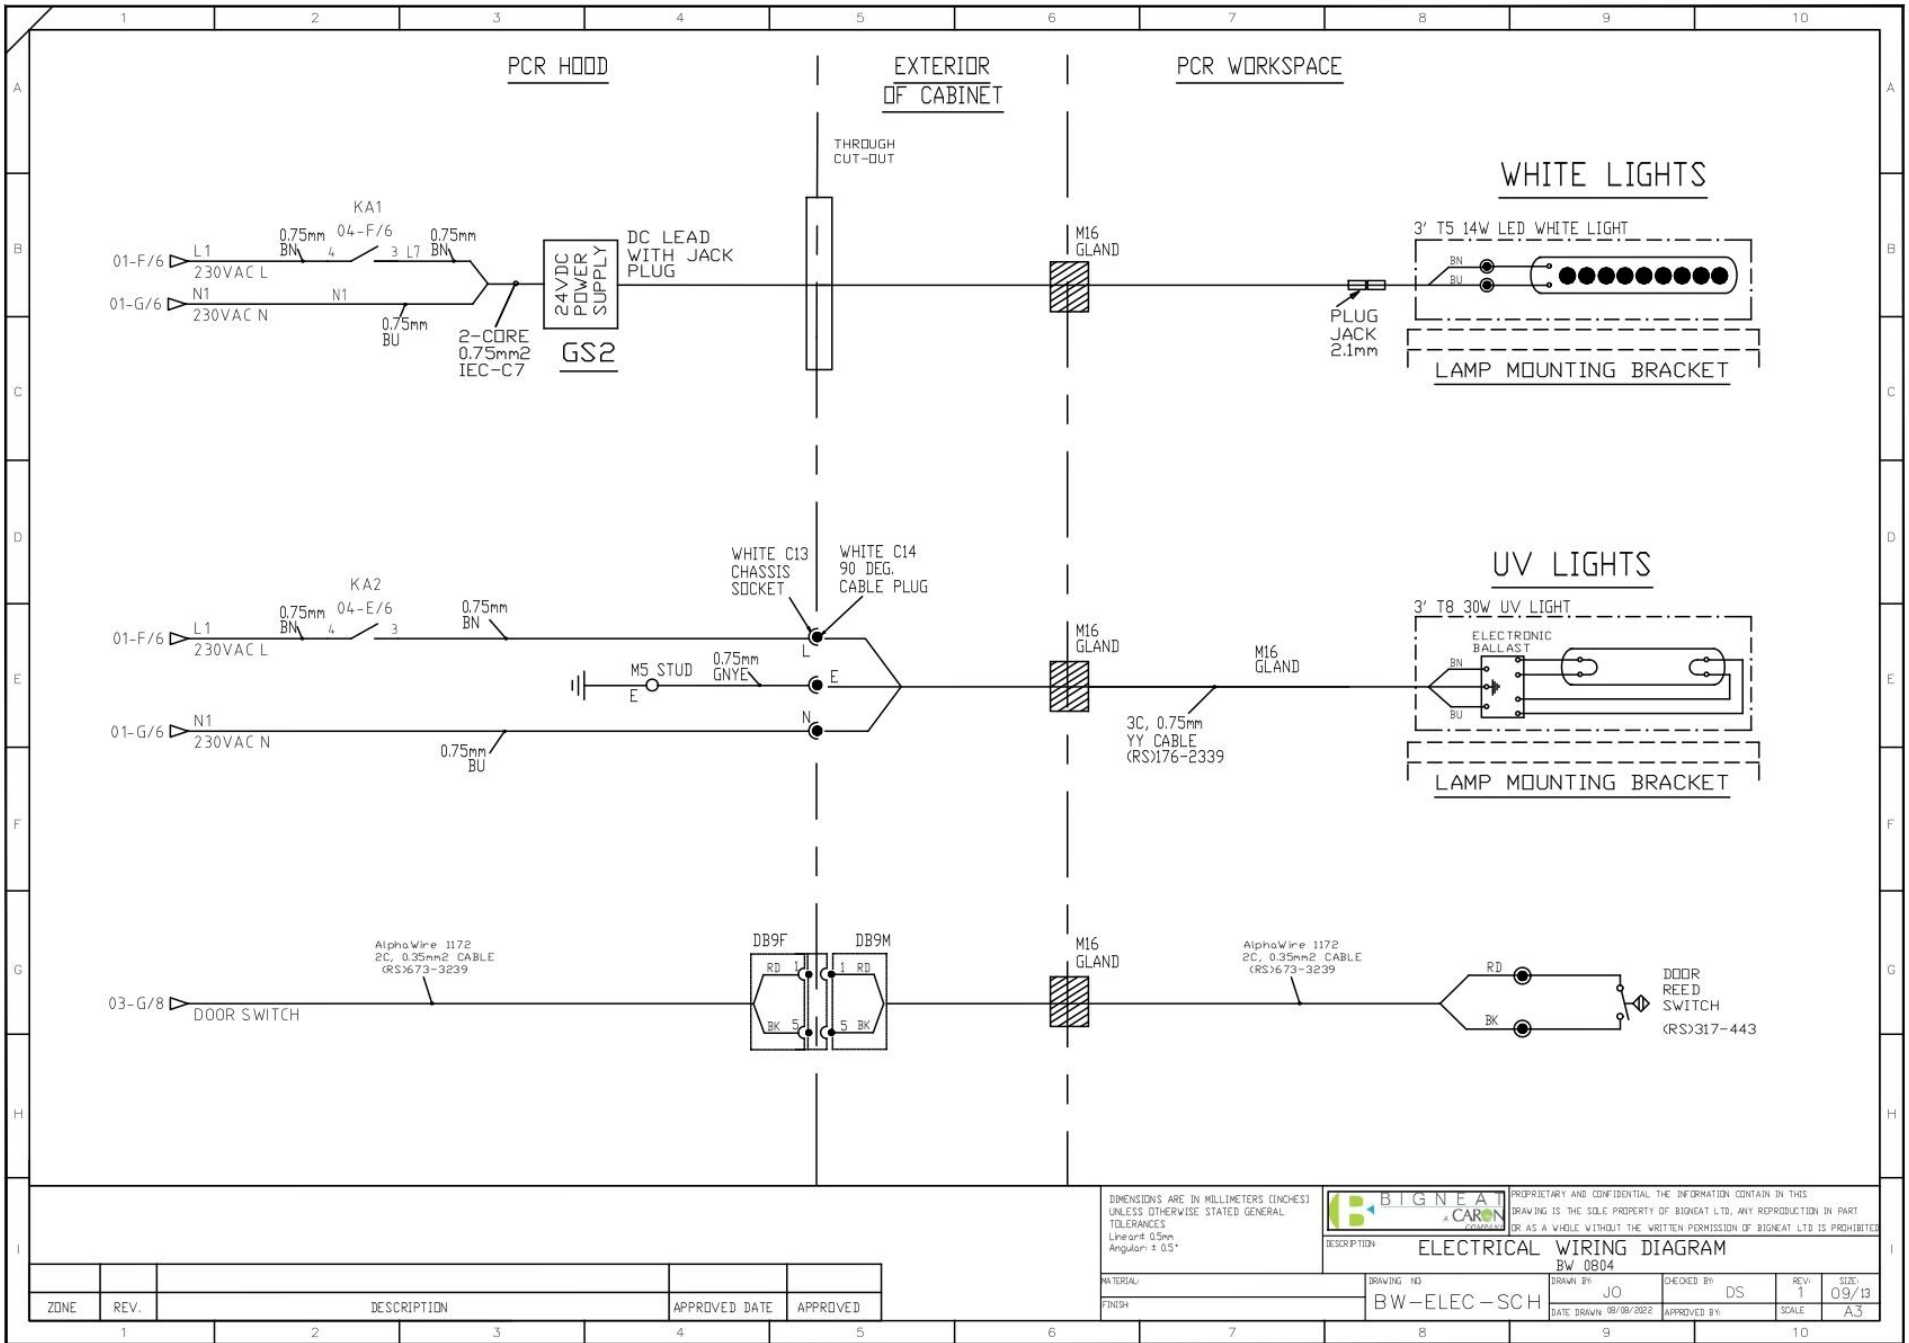 1 2 3 4 5 6 7 8 9 10
A
B
C
D
E
F
G
H
I
A
B
C
D
E
F
G
H
I
PCR HOOD
EXTERIOR
OF CABINET
PCR WORKSPACE
THROUGH
CUT-OUT
WHITE LIGHTS
KA1
04-F/6
0.75mm
BN
4
3
L7
0.75mm
BN
01-F/6
L1
230VAC L
01-G/6
N1
230VAC N
N1
0.75mm
BU
2-CORE
0.75mm2
IEC-C7
24VDC
POWER
SUPPLY
GS2
DC LEAD
WITH JACK
PLUG
M16
GLAND
PLUG
JACK
2.1mm
3' T5 14W LED WHITE LIGHT
BN
BU
LAMP MOUNTING BRACKET
UV LIGHTS
WHITE C13
CHASSIS
SOCKET
WHITE C14
90 DEG.
CABLE PLUG
KA2
04-E/6
0.75mm
BN
4
3
0.75mm
BN
01-F/6
L1
230VAC L
L
M5 STUD
E
0.75mm
GNYE
E
01-G/6
N1
230VAC N
0.75mm
BU
N
M16
GLAND
M16
GLAND
3C, 0.75mm
YY CABLE
(RS)176-2339
3' T8 30W UV LIGHT
ELECTRONIC
BALLAST
BN
BU
LAMP MOUNTING BRACKET
AlphaWire 1172
2C, 0.35mm2 CABLE
(RS)673-3239
03-G/8
DOOR SWITCH
DB9F
RD 1
BK 5
DB9M
1 RD
5 BK
M16
GLAND
AlphaWire 1172
2C, 0.35mm2 CABLE
(RS)673-3239
RD
BK
DOOR
REED
SWITCH
(RS)317-443
DIMENSIONS ARE IN MILLIMETERS [INCHES]
UNLESS OTHERWISE STATED GENERAL
TOLERANCES
Linear± 0.5mm
Angular: ± 0.5°
BIGNEAT
A CARON
COMPANY
PROPRIETARY AND CONFIDENTIAL THE INFORMATION CONTAIN IN THIS
DRAWING IS THE SOLE PROPERTY OF BIGNEAT LTD, ANY REPRODUCTION IN PART
OR AS A WHOLE WITHOUT THE WRITTEN PERMISSION OF BIGNEAT LTD IS PROHIBITED
DESCRIPTION:
ELECTRICAL WIRING DIAGRAM
BW 0804
MATERIAL:
FINISH:
DRAWING NO
BW-ELEC-SCH
DRAWN BY:
JO
DATE DRAWN: 08/08/2022
CHECKED BY:
DS
APPROVED BY:
REV:
1
SCALE
SIZE:
09/13
A3
ZONE REV. DESCRIPTION APPROVED DATE APPROVED
1 2 3 4 5 6 7 8 9 10